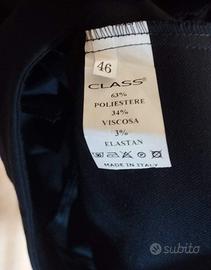 46
CLASS®
63%
POLIESTERE
34%
VISCOSA
3%
ELASTAN
MADE IN ITALY
subito